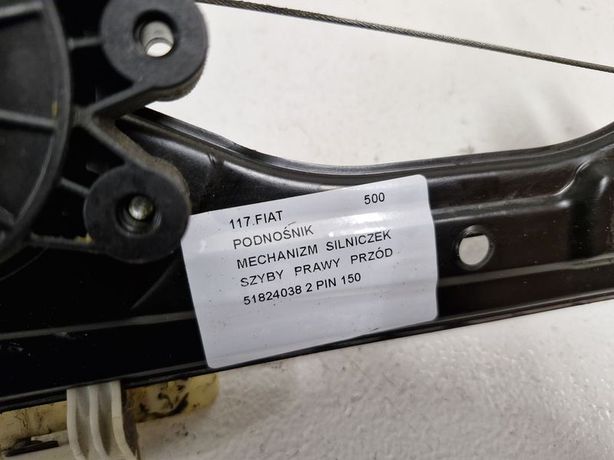 117.FIAT 500
PODNOŚNIK
MECHANIZM SILNICZEK
SZYBY PRAWY PRZÓD
51824038 2 PIN 150